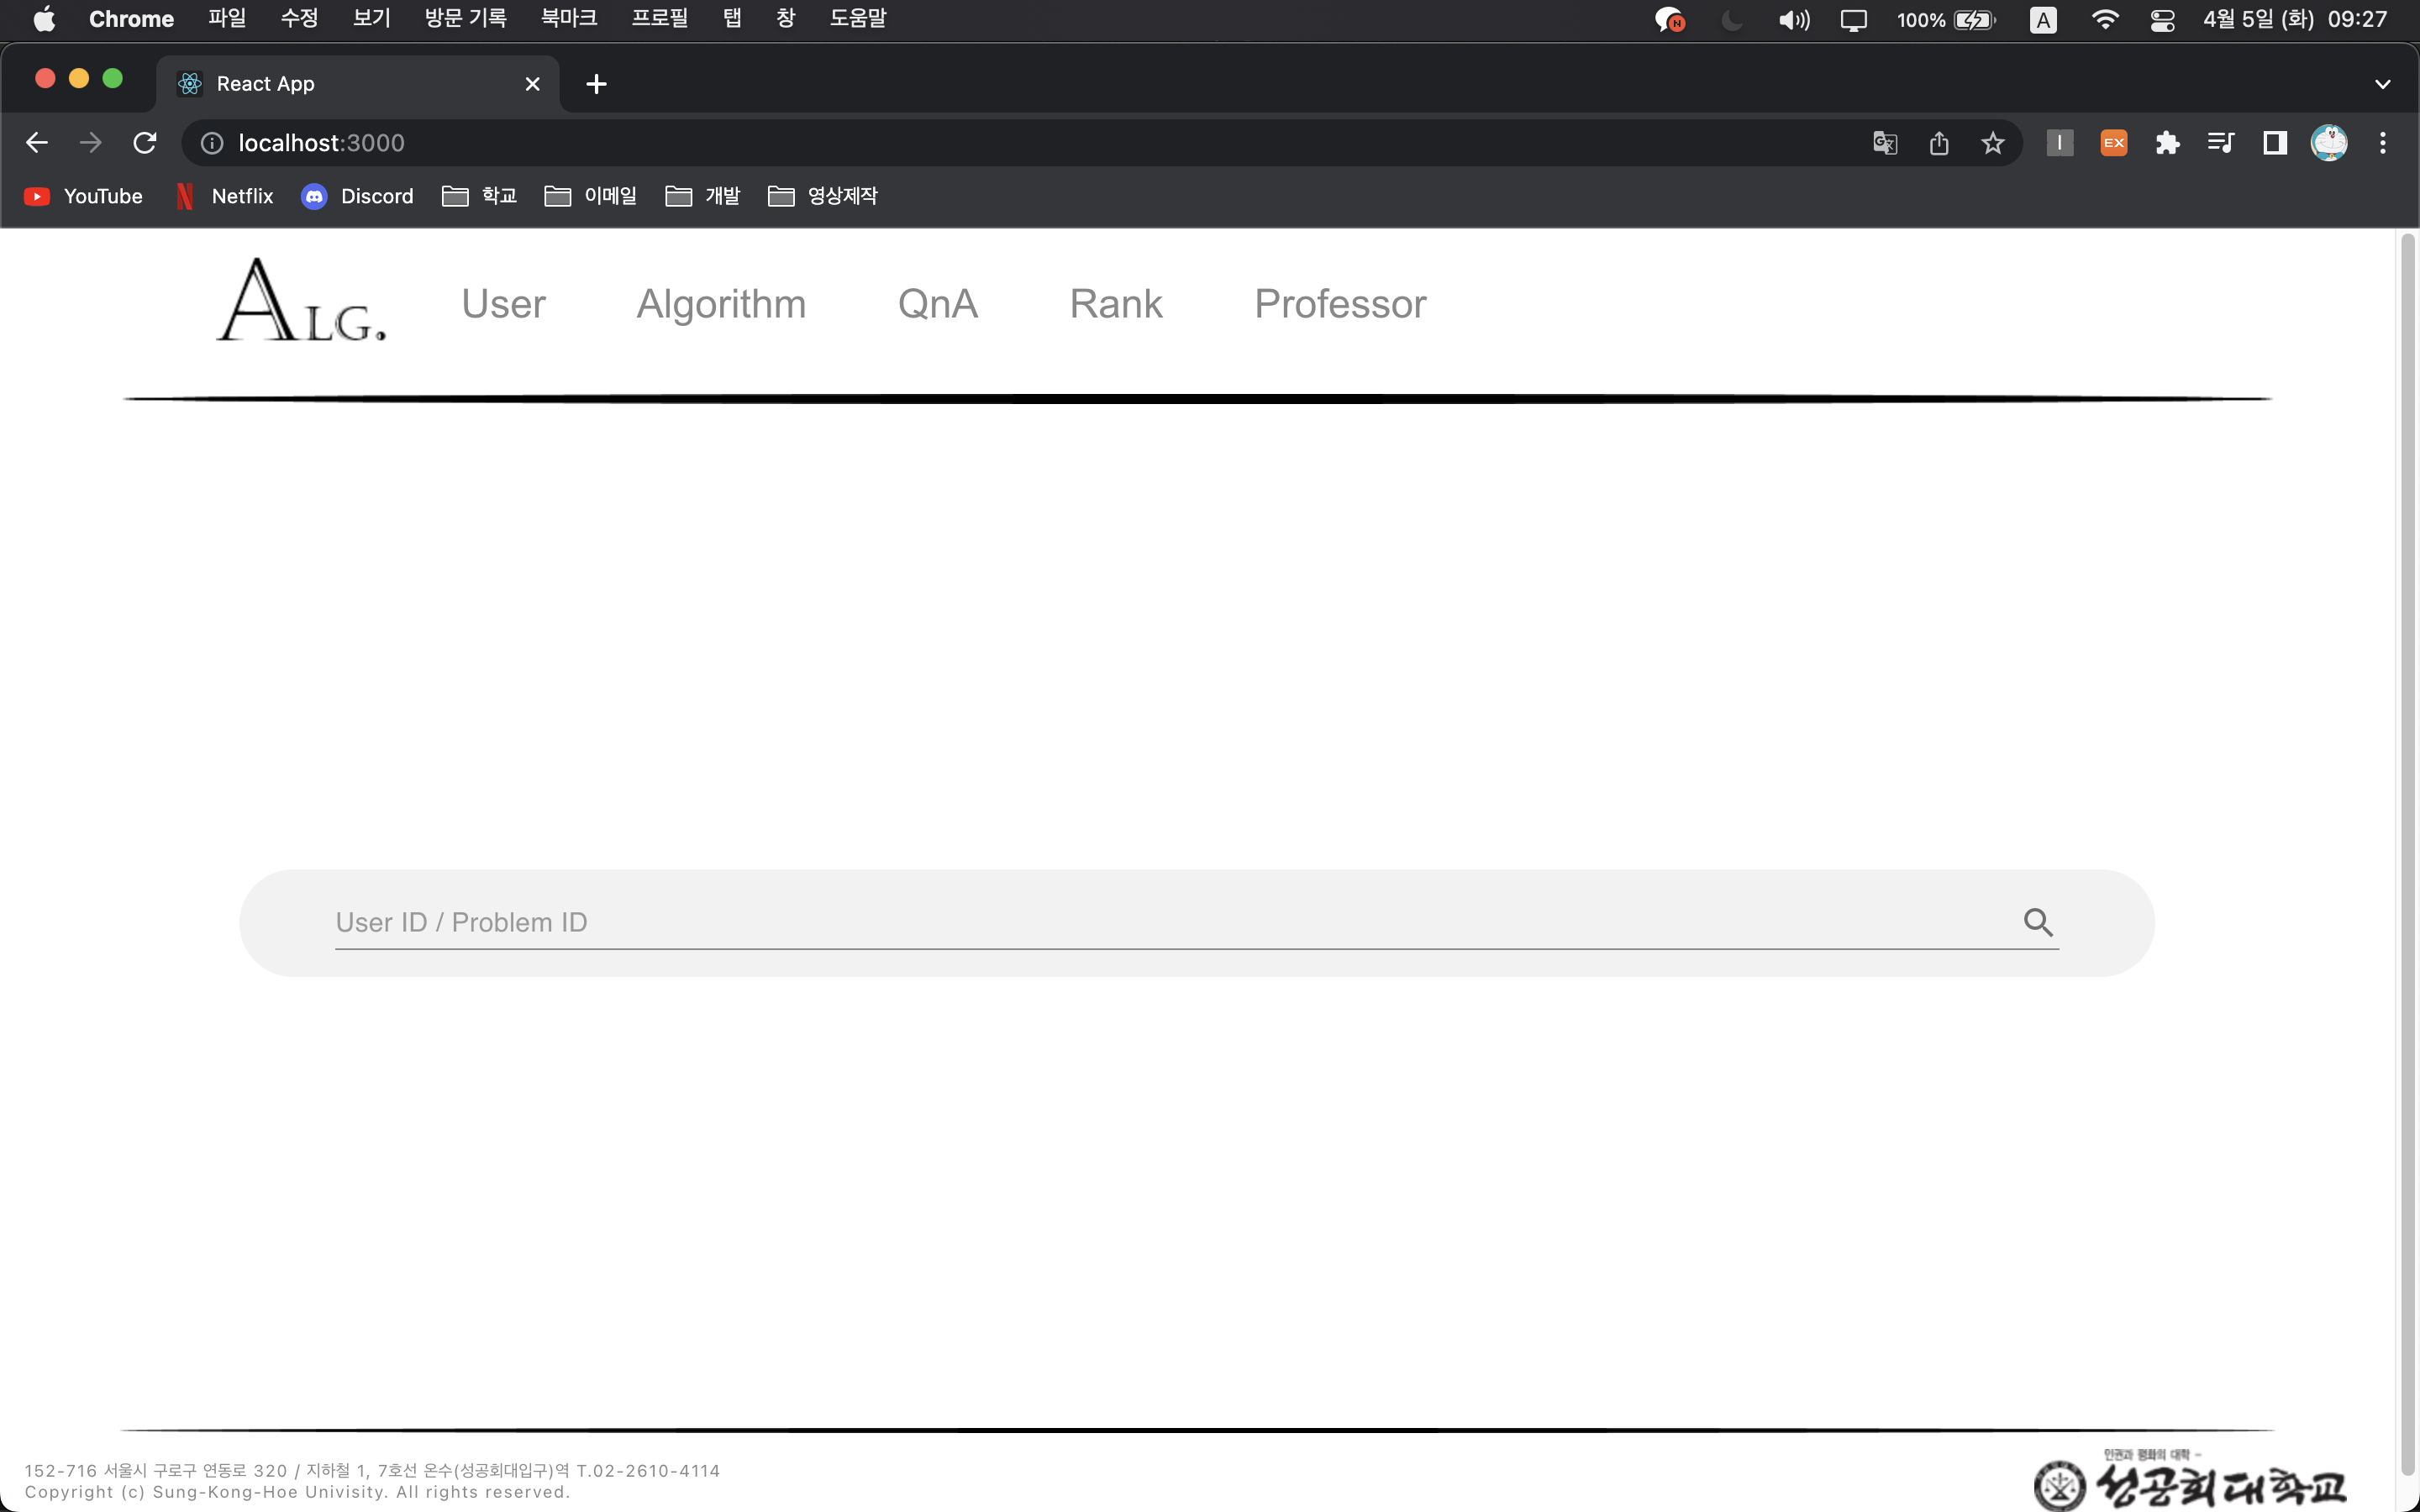 Chrome 파일 수정 보기 방문 기록 북마크 프로필 탭 창 도움말 N 100% A 4월 5일 (화) 09:27
React App
localhost:3000 EX
YouTube Netflix Discord 학교 이메일 개발 영상제작
ALG. User Algorithm QnA Rank Professor
User ID / Problem ID
152-716 서울시 구로구 연동로 320 / 지하철 1, 7호선 온수(성공회대입구)역 T.02-2610-4114
Copyright (c) Sung-Kong-Hoe Univisity. All rights reserved.
인권과 평화의 대학 -
성공회대학교